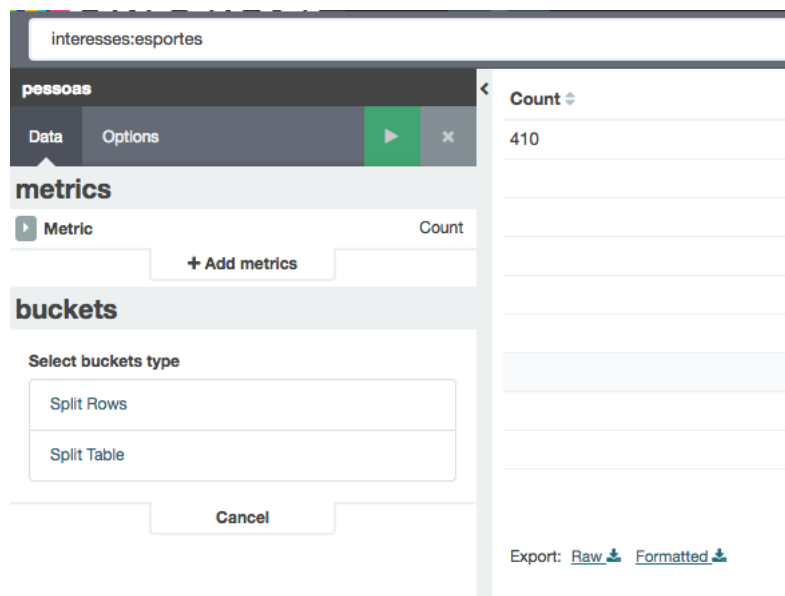 interesses:esportes
pessoas
Data Options
metrics
Metric Count
+ Add metrics
buckets
Select buckets type
Split Rows
Split Table
Cancel
Count
410
Export: Raw Formatted